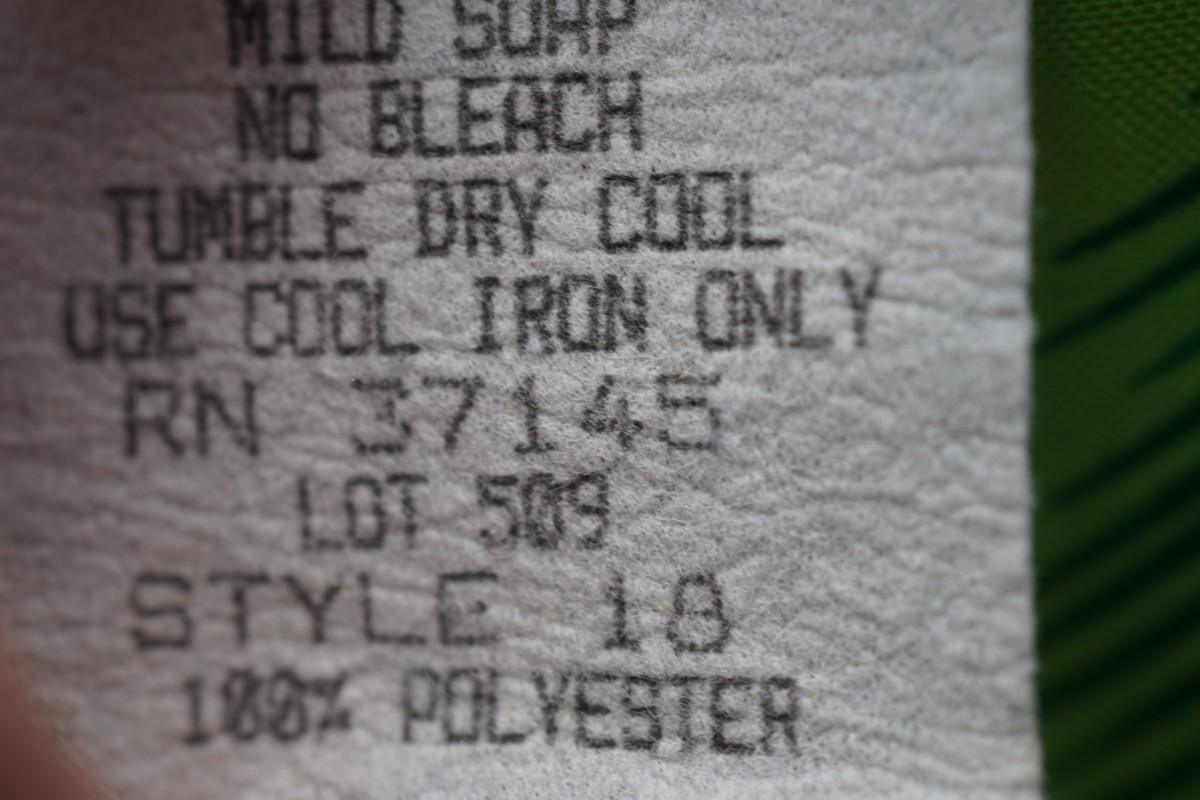 MILD SOAP
NO BLEACH
TUMBLE DRY COOL
USE COOL IRON ONLY
RN 37145
LOT 509
STYLE 18
100% POLYESTER